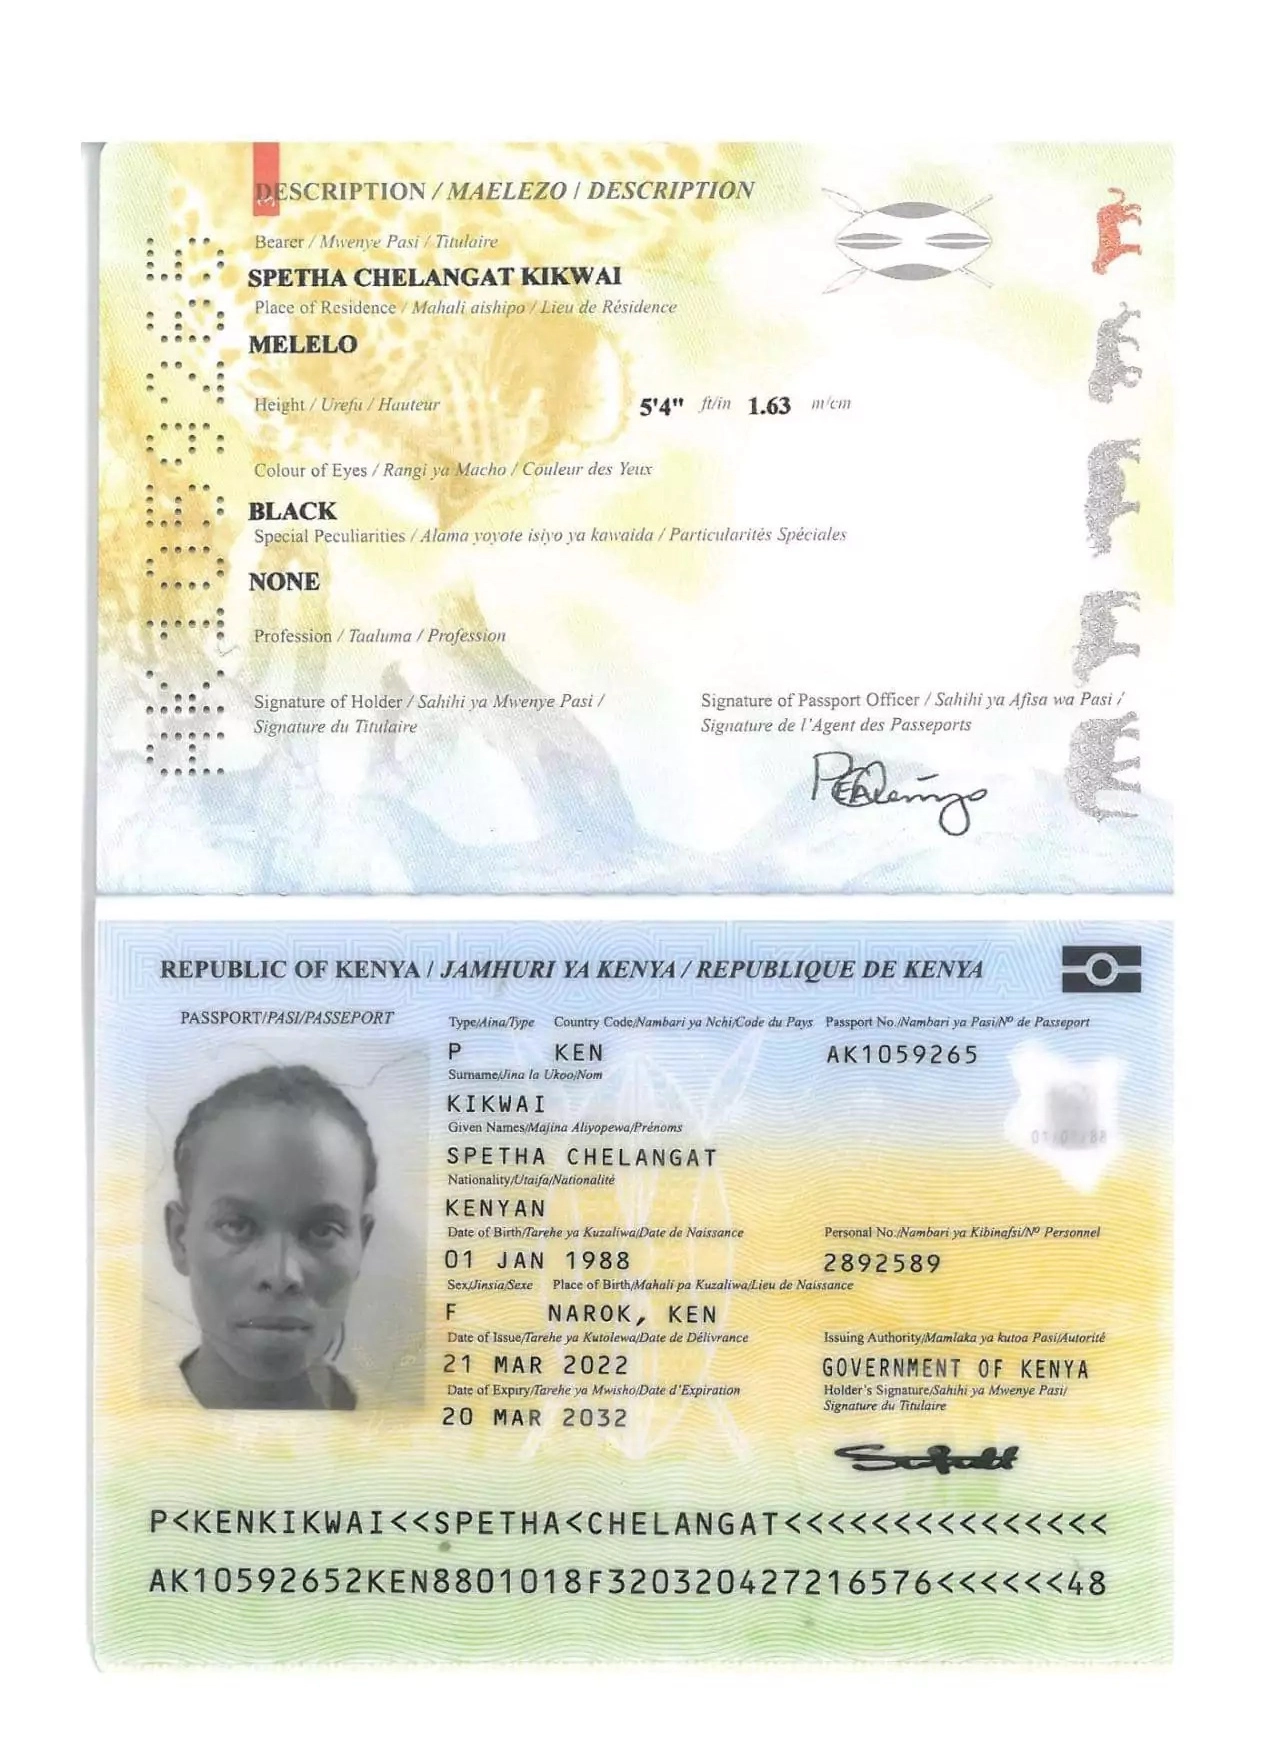 DESCRIPTION / MAELEZO / DESCRIPTION
Bearer / Mwenye Pasi / Titulaire
SPETHA CHELANGAT KIKWAI
Place of Residence / Mahali aishipo / Lieu de Résidence
MELELO
Height / Urefu / Hauteur 5'4" ft/in 1.63 m/cm
Colour of Eyes / Rangi ya Macho / Couleur des Yeux
BLACK
Special Peculiarities / Alama yoyote isiyo ya kawaida / Particularités Spéciales
NONE
Profession / Taaluma / Profession
Signature of Holder / Sahihi ya Mwenye Pasi /
Signature du Titulaire
Signature of Passport Officer / Sahihi ya Afisa wa Pasi /
Signature de l'Agent des Passeports
REPUBLIC OF KENYA / JAMHURI YA KENYA / REPUBLIQUE DE KENYA
PASSPORT/PASI/PASSEPORT
Type/Aina/Type Country Code/Nambari ya Nchi/Code du Pays Passport No./Nambari ya Pasi/Nº de Passeport
P KEN AK1059265
Surname/Jina la Ukoo/Nom
KIKWAI
Given Names/Majina Aliyopewa/Prénoms
SPETHA CHELANGAT
Nationality/Utaifa/Nationalité
KENYAN
Date of Birth/Tarehe ya Kuzaliwa/Date de Naissance Personal No./Nambari ya Kibinafsi/Nº Personnel
01 JAN 1988 2892589
Sex/Jinsia/Sexe Place of Birth/Mahali pa Kuzaliwa/Lieu de Naissance
F NAROK, KEN
Date of Issue/Tarehe ya Kutolewa/Date de Délivrance Issuing Authority/Mamlaka ya kutoa Pasi/Autorité
21 MAR 2022 GOVERNMENT OF KENYA
Date of Expiry/Tarehe ya Mwisho/Date d'Expiration Holder's Signature/Sahihi ya Mwenye Pasi/
Signature du Titulaire
20 MAR 2032
P<KENKIKWAI<<SPETHA<CHELANGAT<<<<<<<<<<<<<<<
AK10592652KEN8801018F320320427216576<<<<<<48